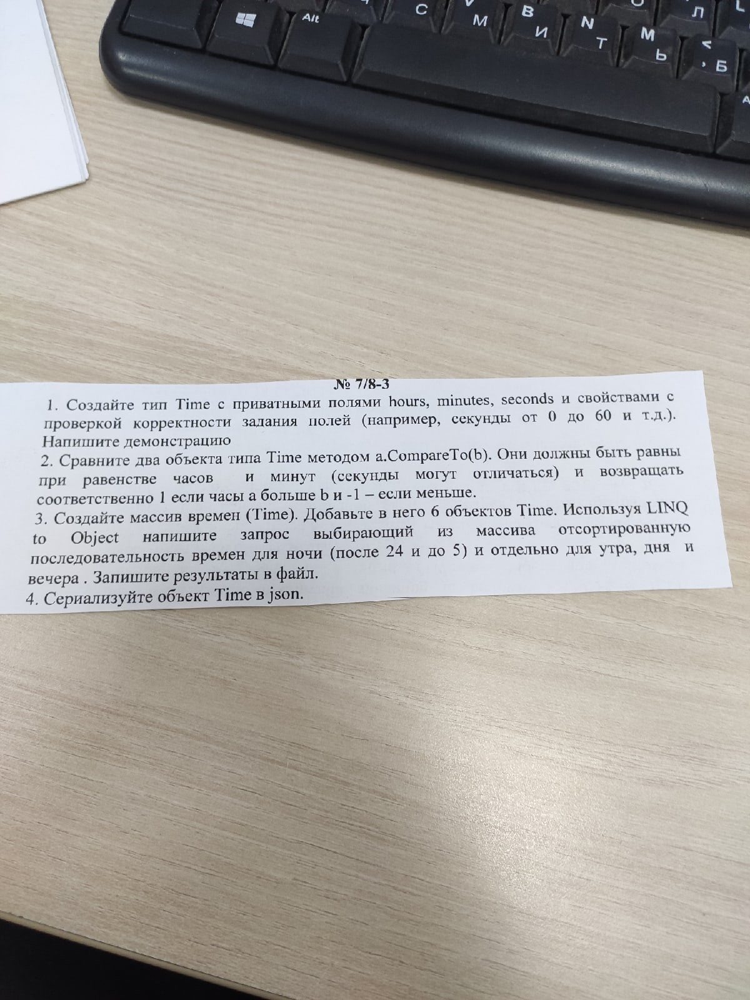 Alt
C
V М
B И
N Т
M Ь
< , Б
Л
L
A
№ 7/8-3
1. Создайте тип Time с приватными полями hours, minutes, seconds и свойствами с
проверкой корректности задания полей (например, секунды от 0 до 60 и т.д.).
Напишите демонстрацию
2. Сравните два объекта типа Time методом a.CompareTo(b). Они должны быть равны
при равенстве часов и минут (секунды могут отличаться) и возвращать
соответственно 1 если часы a больше b и -1 – если меньше.
3. Создайте массив времен (Time). Добавьте в него 6 объектов Time. Используя LINQ
to Object напишите запрос выбирающий из массива отсортированную
последовательность времен для ночи (после 24 и до 5) и отдельно для утра, дня и
вечера . Запишите результаты в файл.
4. Сериализуйте объект Time в json.